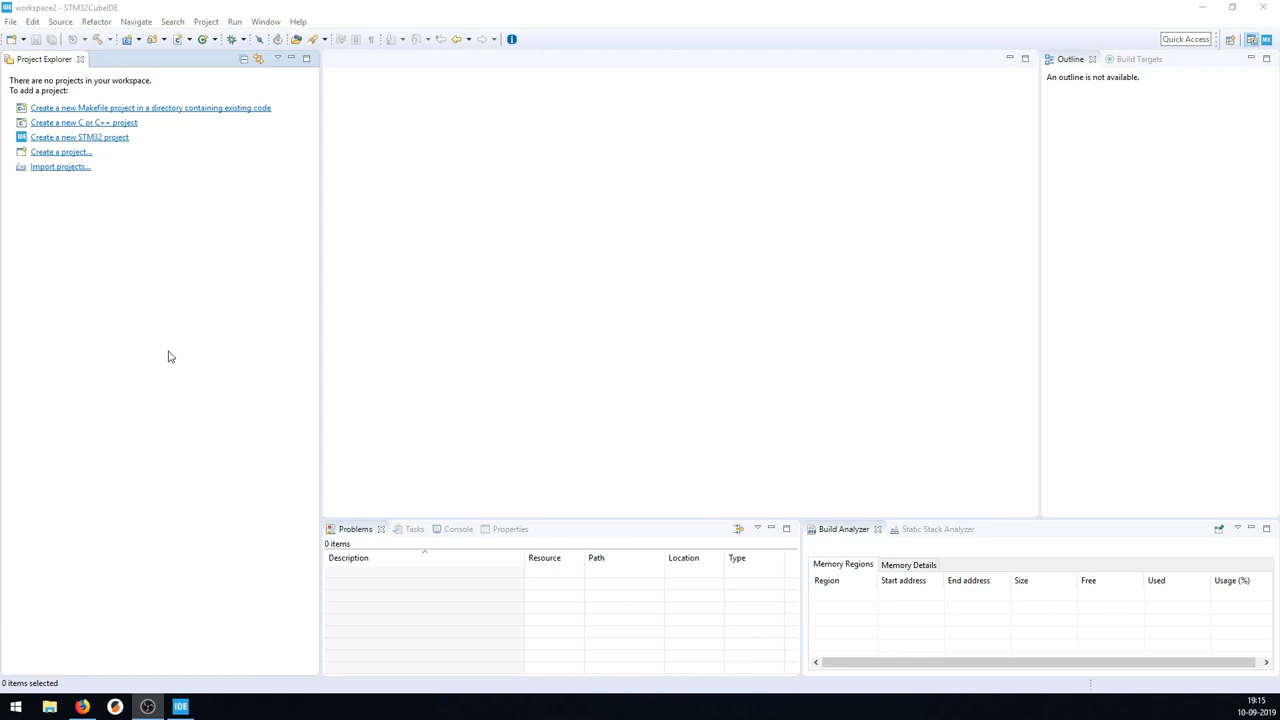 IDE workspace2 - STM32CubeIDE
File Edit Source Refactor Navigate Search Project Run Window Help
Quick Access
ME
Project Explorer
Outline
Build Targets
There are no projects in your workspace.
An outline is not available.
To add a project:
Create a new Makefile project in a directory containing existing code
Create a new C or C++ project
IDE Create a new STM32 project
Create a project...
Import projects...
Problems Tasks Console Properties
Build Analyzer Static Stack Analyzer
0 items
Description Resource Path Location Type
Memory Regions Memory Details
Region Start address End address Size Free Used Usage (%)
0 items selected
IDE
19:15
10-09-2019